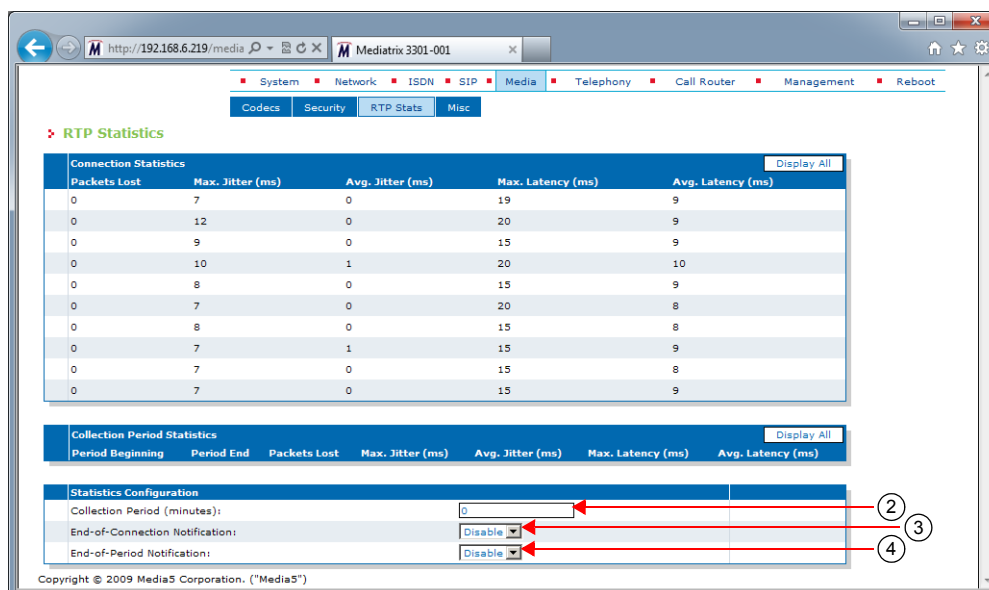 http://192.168.6.219/media
Mediatrix 3301-001
System Network ISDN SIP Media Telephony Call Router Management Reboot
Codecs Security RTP Stats Misc
RTP Statistics
Connection Statistics Display All
Packets Lost Max. Jitter (ms) Avg. Jitter (ms) Max. Latency (ms) Avg. Latency (ms)
0 7 0 19 9
0 12 0 20 9
0 9 0 15 9
0 10 1 20 10
0 8 0 15 9
0 7 0 20 8
0 8 0 15 8
0 7 1 15 9
0 7 0 15 8
0 7 0 15 9
Collection Period Statistics Display All
Period Beginning Period End Packets Lost Max. Jitter (ms) Avg. Jitter (ms) Max. Latency (ms) Avg. Latency (ms)
Statistics Configuration
Collection Period (minutes): 0 2
End-of-Connection Notification: Disable 3
End-of-Period Notification: Disable 4
Copyright © 2009 Media5 Corporation. ("Media5")